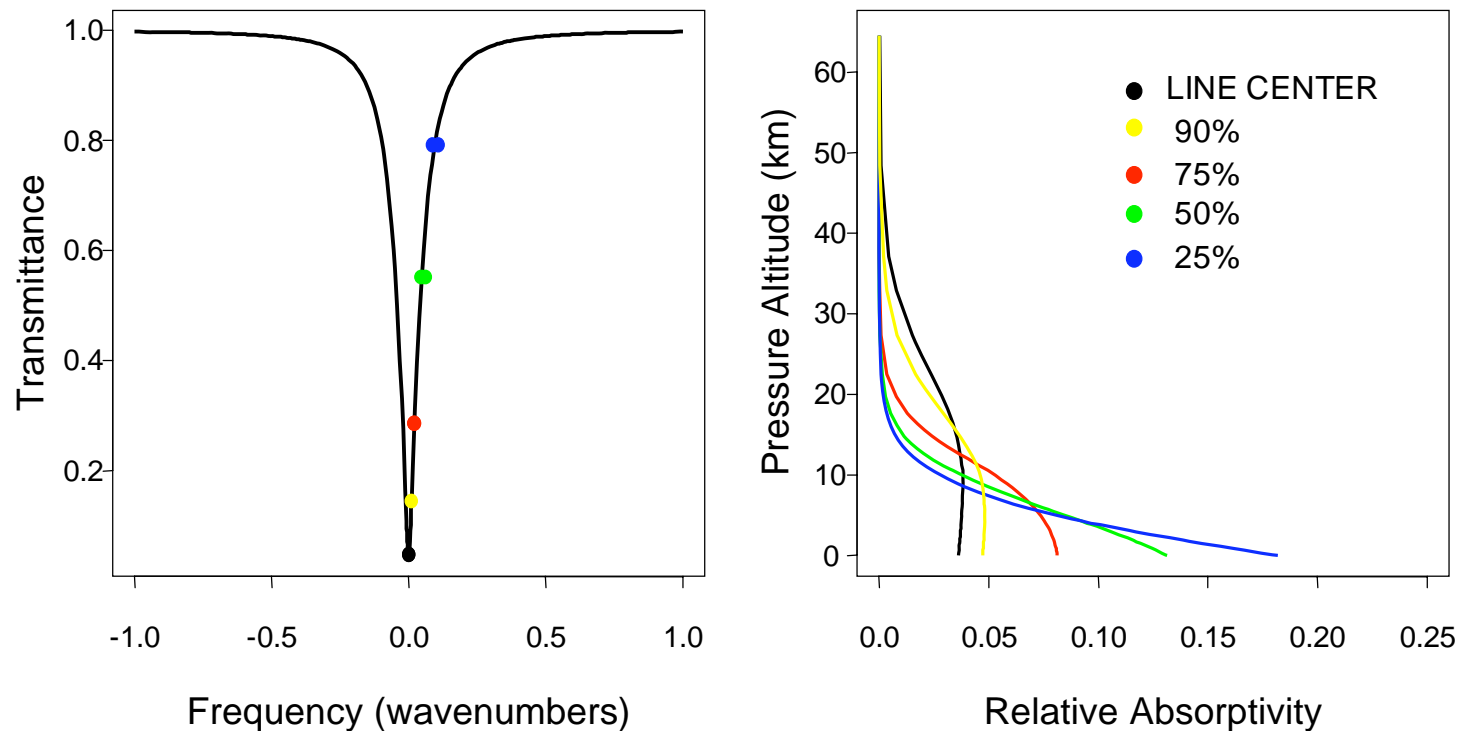 Transmittance
1.0
0.8
0.6
0.4
0.2
-1.0 -0.5 0.0 0.5 1.0
Frequency (wavenumbers)
Pressure Altitude (km)
60
50
40
30
20
10
0
0.0 0.05 0.10 0.15 0.20 0.25
Relative Absorptivity
LINE CENTER
90%
75%
50%
25%